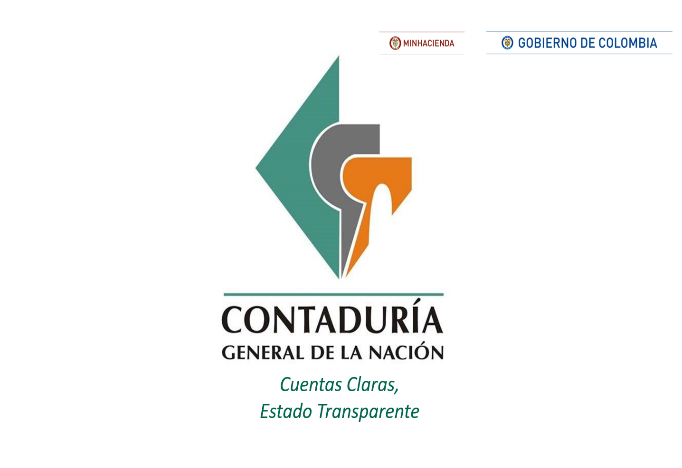 MINHACIENDA
GOBIERNO DE COLOMBIA
CONTADURÍA
GENERAL DE LA NACIÓN
Cuentas Claras,
Estado Transparente